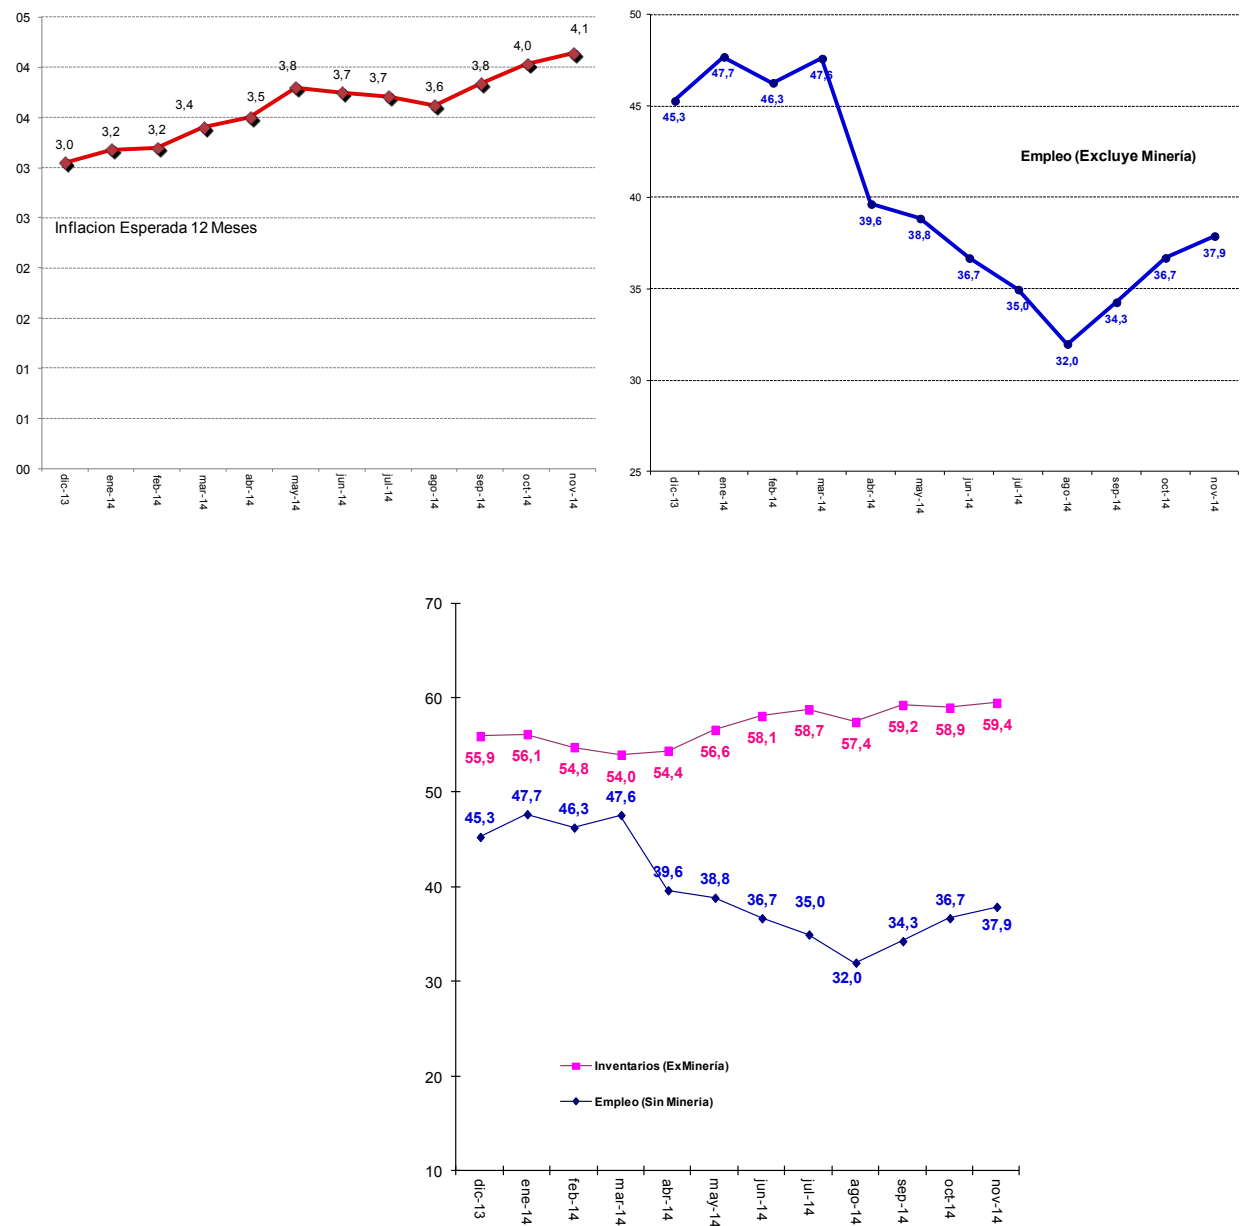 05
04
04
03
03
02
02
01
01
00
3,0
3,2
3,2
3,4
3,5
3,8
3,7
3,7
3,6
3,8
4,0
4,1
Inflacion Esperada 12 Meses
dic-13
ene-14
feb-14
mar-14
abr-14
may-14
jun-14
jul-14
ago-14
sep-14
oct-14
nov-14
50
45
40
35
30
25
45,3
47,7
46,3
47,6
39,6
38,8
36,7
35,0
32,0
34,3
36,7
37,9
Empleo (Excluye Minería)
dic-13
ene-14
feb-14
mar-14
abr-14
may-14
jun-14
jul-14
ago-14
sep-14
oct-14
nov-14
70
60
50
40
30
20
10
55,9
56,1
54,8
54,0
54,4
56,6
58,1
58,7
57,4
59,2
58,9
59,4
45,3
47,7
46,3
47,6
39,6
38,8
36,7
35,0
32,0
34,3
36,7
37,9
Inventarios (ExMinería)
Empleo (Sin Mineria)
dic-13
ene-14
feb-14
mar-14
abr-14
may-14
jun-14
jul-14
ago-14
sep-14
oct-14
nov-14